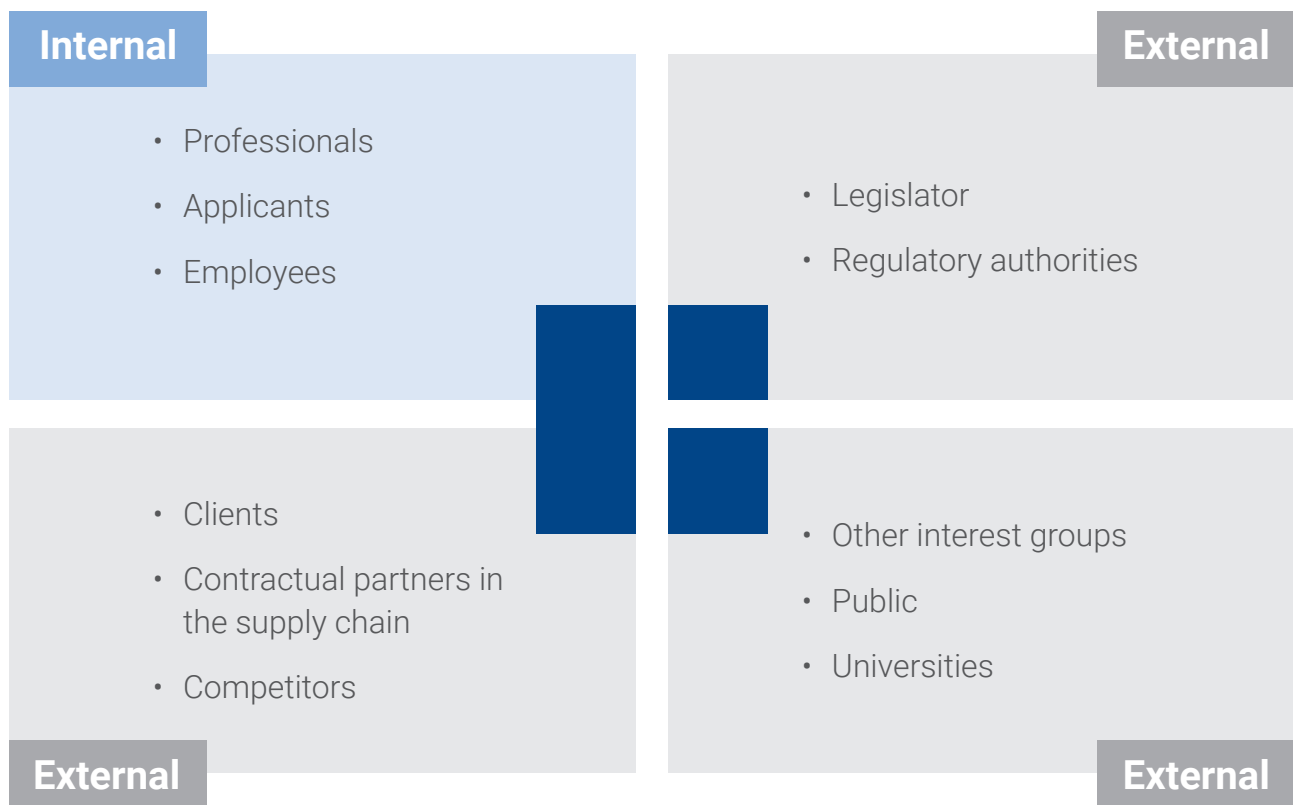 Internal
• Professionals
• Applicants
• Employees
External
• Legislator
• Regulatory authorities
• Clients
• Contractual partners in
the supply chain
• Competitors
External
• Other interest groups
• Public
• Universities
External